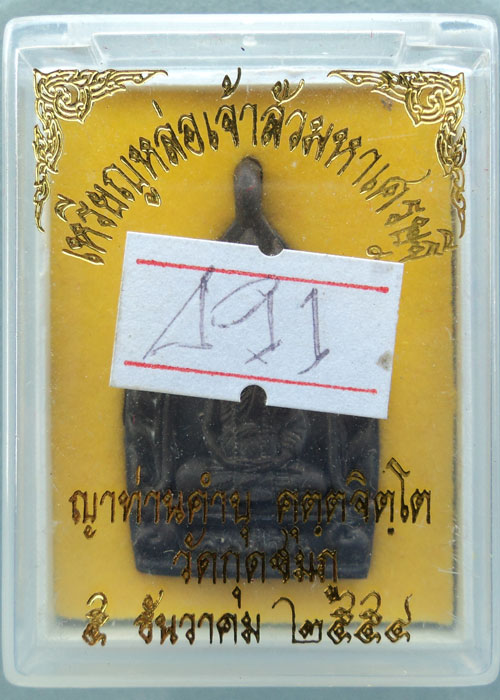 เหรียญหล่อเจ้าสัวมหาเศรษฐี
ญาท่านคำบุ คุตฺตจิตฺโต
วัดกุดชมภู
๕ ธันวาคม ๒๕๕๔